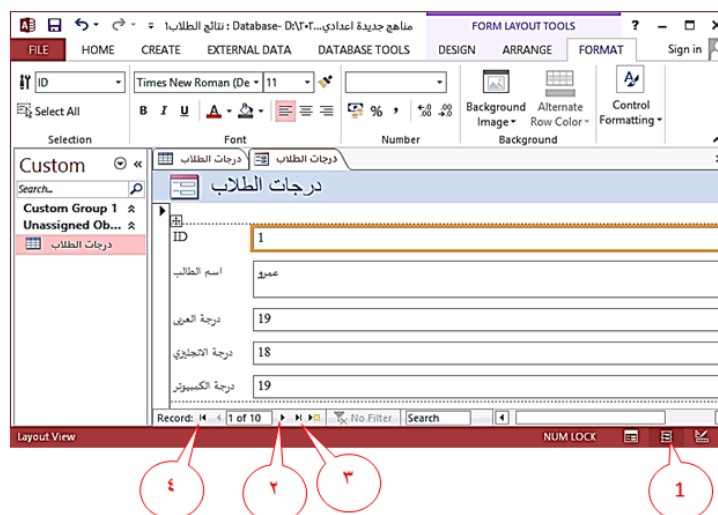 نتائج الطلاب١ : Database- D:\٢٠٢...مناهج جديدة اعدادي
FORM LAYOUT TOOLS
?
FILE HOME CREATE EXTERNAL DATA DATABASE TOOLS DESIGN ARRANGE FORMAT Sign in
ID
Times New Roman (De 11
Select All
B I U
% ,
Background Image
Alternate Row Color
Control Formatting
Selection Font Number Background
Custom
درجات الطلاب درجات الطلاب
Search...
درجات الطلاب
Custom Group 1
Unassigned Ob...
درجات الطلاب
ID 1
اسم الطالب عمرو
درجة العربى 19
درجة الانجليزي 18
درجة الكمبيوتر 19
Record: 1 of 10 No Filter Search
Layout View NUM LOCK
٤ ٢ ٣ 1